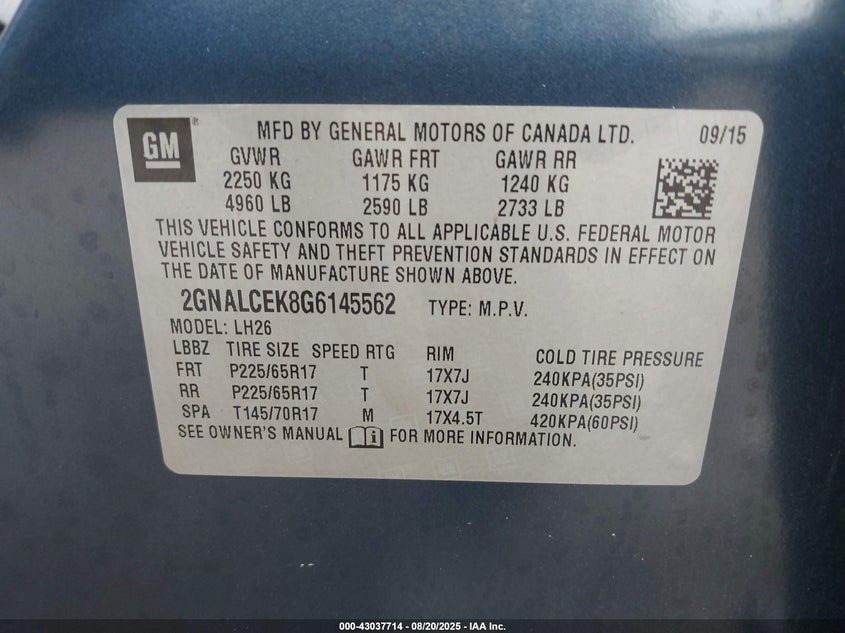 GM® MFD BY GENERAL MOTORS OF CANADA LTD. 09/15
GVWR GAWR FRT GAWR RR
2250 KG 1175 KG 1240 KG
4960 LB 2590 LB 2733 LB
THIS VEHICLE CONFORMS TO ALL APPLICABLE U.S. FEDERAL MOTOR
VEHICLE SAFETY AND THEFT PREVENTION STANDARDS IN EFFECT ON
THE DATE OF MANUFACTURE SHOWN ABOVE.
2GNALCEK8G6145562 TYPE: M.P.V.
MODEL: LH26
LBBZ TIRE SIZE SPEED RTG RIM COLD TIRE PRESSURE
FRT P225/65R17 T 17X7J 240KPA(35PSI)
RR P225/65R17 T 17X7J 240KPA(35PSI)
SPA T145/70R17 M 17X4.5T 420KPA(60PSI)
SEE OWNER'S MANUAL i FOR MORE INFORMATION.
000-43037714 - 08/20/2025 - IAA Inc.